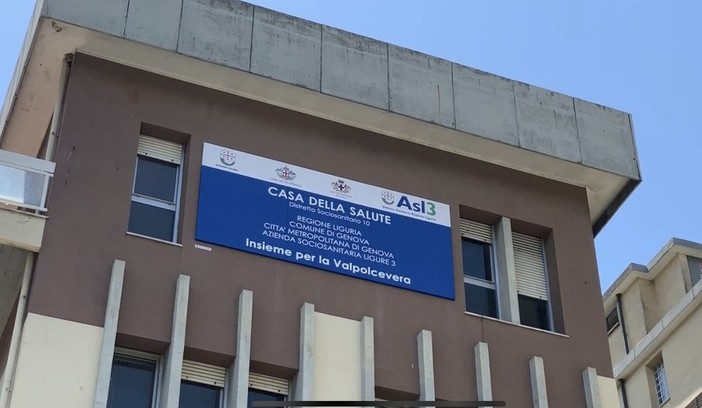 Asl3
CASA DELLA SALUTE
Distretto Sociosanitario 10
REGIONE LIGURIA
COMUNE DI GENOVA
CITTA' METROPOLITANA DI GENOVA
AZIENDA SOCIOSANITARIA LIGURE 3
Insieme per la Valpolcevera